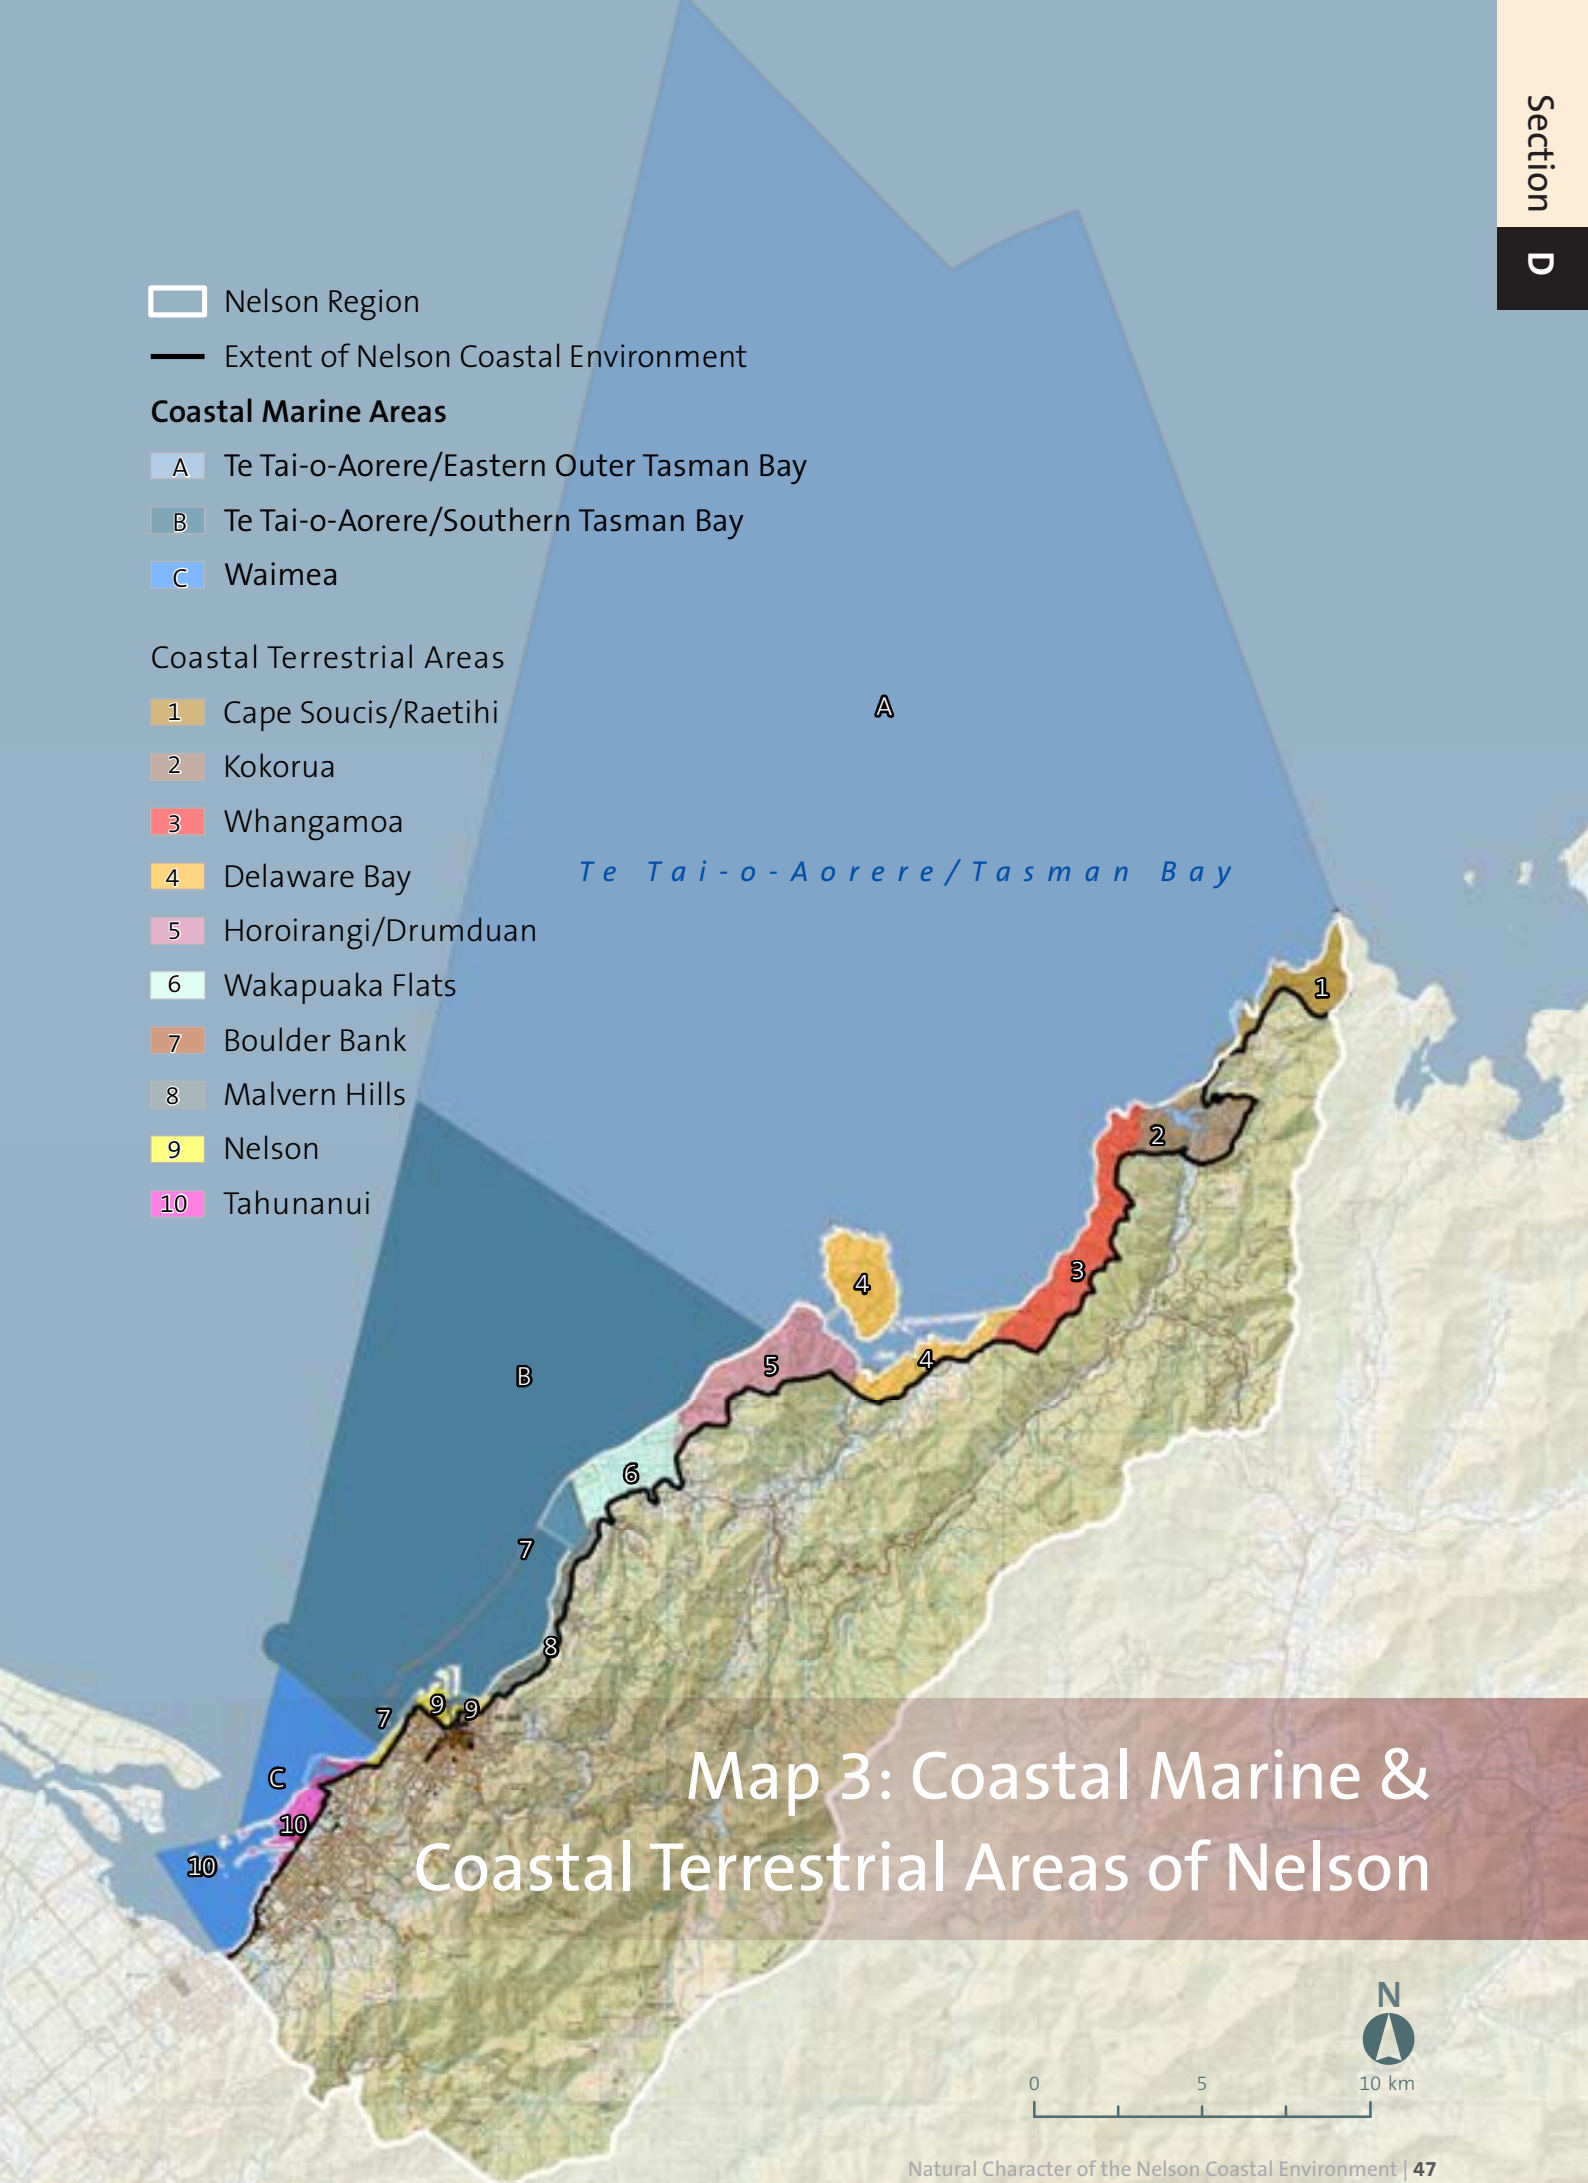 Section
D
Nelson Region
Extent of Nelson Coastal Environment
Coastal Marine Areas
A Te Tai-o-Aorere/Eastern Outer Tasman Bay
B Te Tai-o-Aorere/Southern Tasman Bay
C Waimea
Coastal Terrestrial Areas
1 Cape Soucis/Raetihi
2 Kokorua
3 Whangamoa
4 Delaware Bay
5 Horoirangi/Drumduan
6 Wakapuaka Flats
7 Boulder Bank
8 Malvern Hills
9 Nelson
10 Tahunanui
A
Te Tai-o-Aorere/Tasman Bay
1
2
3
4
4
5
B
6
7
8
9
9
7
C
10
10
Map 3: Coastal Marine &
Coastal Terrestrial Areas of Nelson
N
0 5 10 km
Natural Character of the Nelson Coastal Environment | 47